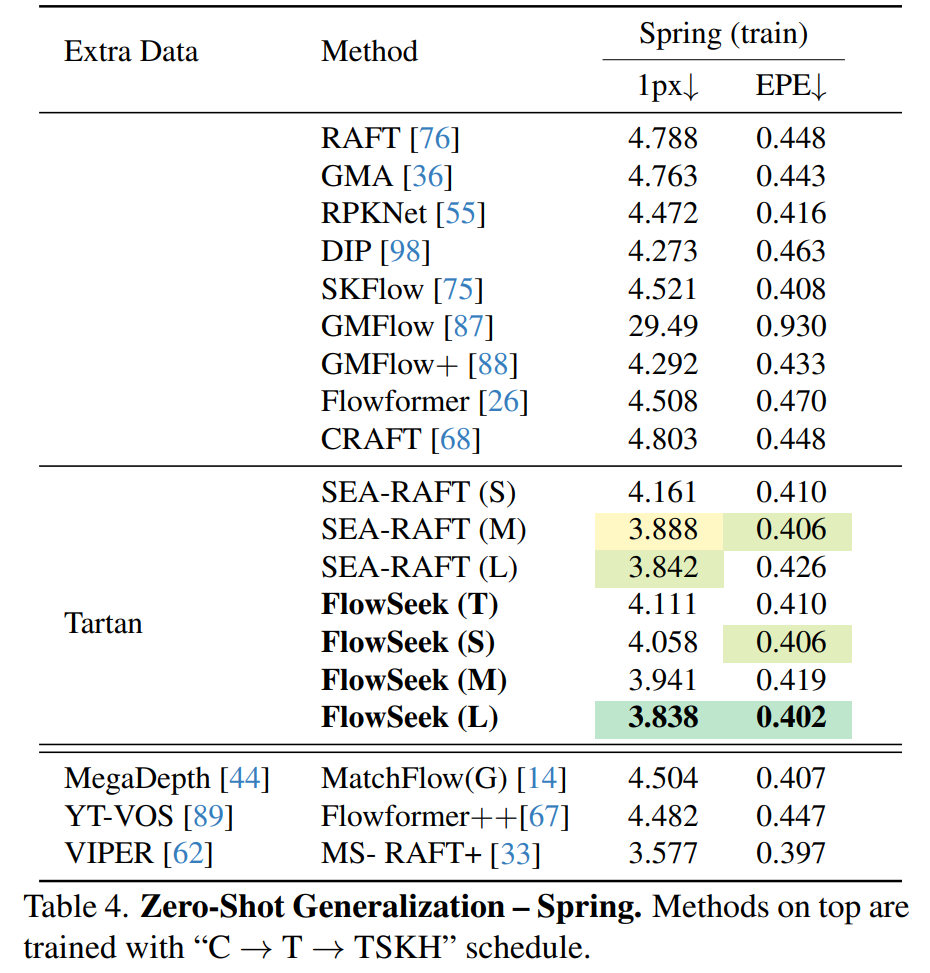 Extra Data Method Spring (train)
1px↓ EPE↓
RAFT [76] 4.788 0.448
GMA [36] 4.763 0.443
RPKNet [55] 4.472 0.416
DIP [98] 4.273 0.463
SKFlow [75] 4.521 0.408
GMFlow [87] 29.49 0.930
GMFlow+ [88] 4.292 0.433
Flowformer [26] 4.508 0.470
CRAFT [68] 4.803 0.448
SEA-RAFT (S) 4.161 0.410
SEA-RAFT (M) 3.888 0.406
SEA-RAFT (L) 3.842 0.426
Tartan FlowSeek (T) 4.111 0.410
FlowSeek (S) 4.058 0.406
FlowSeek (M) 3.941 0.419
FlowSeek (L) 3.838 0.402
MegaDepth [44] MatchFlow(G) [14] 4.504 0.407
YT-VOS [89] Flowformer++[67] 4.482 0.447
VIPER [62] MS- RAFT+ [33] 3.577 0.397
Table 4. Zero-Shot Generalization – Spring. Methods on top are
trained with “C → T → TSKH” schedule.